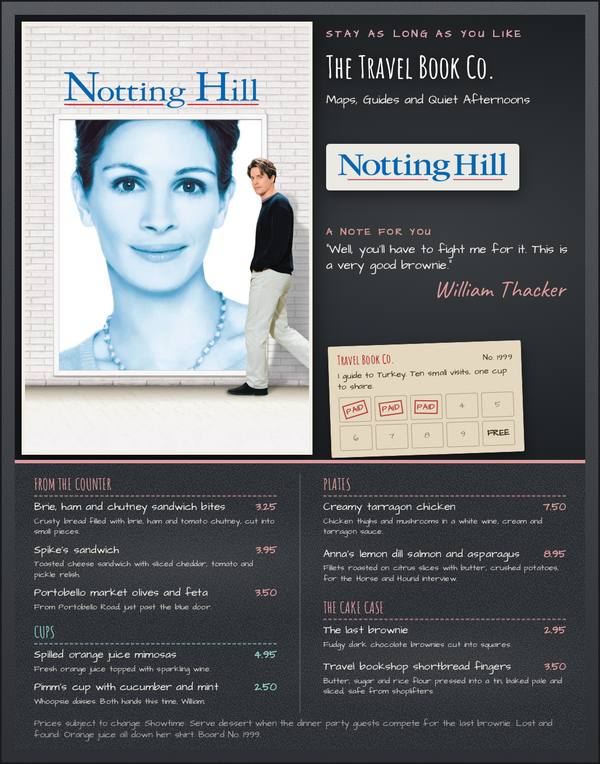 Notting Hill
STAY AS LONG AS YOU LIKE
THE TRAVEL BOOK CO.
Maps, Guides and Quiet Afternoons
Notting Hill
A NOTE FOR YOU
"Well, you'll have to fight me for it. This is
a very good brownie."
William Thacker
TRAVEL BOOK CO.
No. 1999
1 guide to Turkey. Ten small visits, one cup
to share.
PAID PAID PAID 4 5
6 7 8 9 FREE
FROM THE COUNTER
Brie, ham and chutney sandwich bites 3.25
Crusty bread filled with brie, ham and tomato chutney, cut into
small pieces.
Spike's sandwich 3.95
Toasted cheese sandwich with sliced cheddar, tomato and
pickle relish.
Portobello market olives and feta 3.50
From Portobello Road, just past the blue door.
CUPS
Spilled orange juice mimosas 4.95
Fresh orange juice topped with sparkling wine.
Pimm's cup with cucumber and mint 2.50
Whoopsie daisies. Both hands this time, William.
PLATES
Creamy tarragon chicken 7.50
Chicken thighs and mushrooms in a white wine, cream and
tarragon sauce.
Anna's lemon dill salmon and asparagus 8.95
Fillets roasted on citrus slices with butter, crushed potatoes,
for the Horse and Hound interview.
THE CAKE CASE
The last brownie 2.95
Fudgy dark chocolate brownies cut into squares.
Travel bookshop shortbread fingers 3.50
Butter, sugar and rice flour pressed into a tin, baked pale and
sliced, safe from shoplifters.
Prices subject to change. Showtime: Serve dessert when the dinner party guests compete for the last brownie. Lost and
found: Orange juice all down her shirt. Board No. 1999.